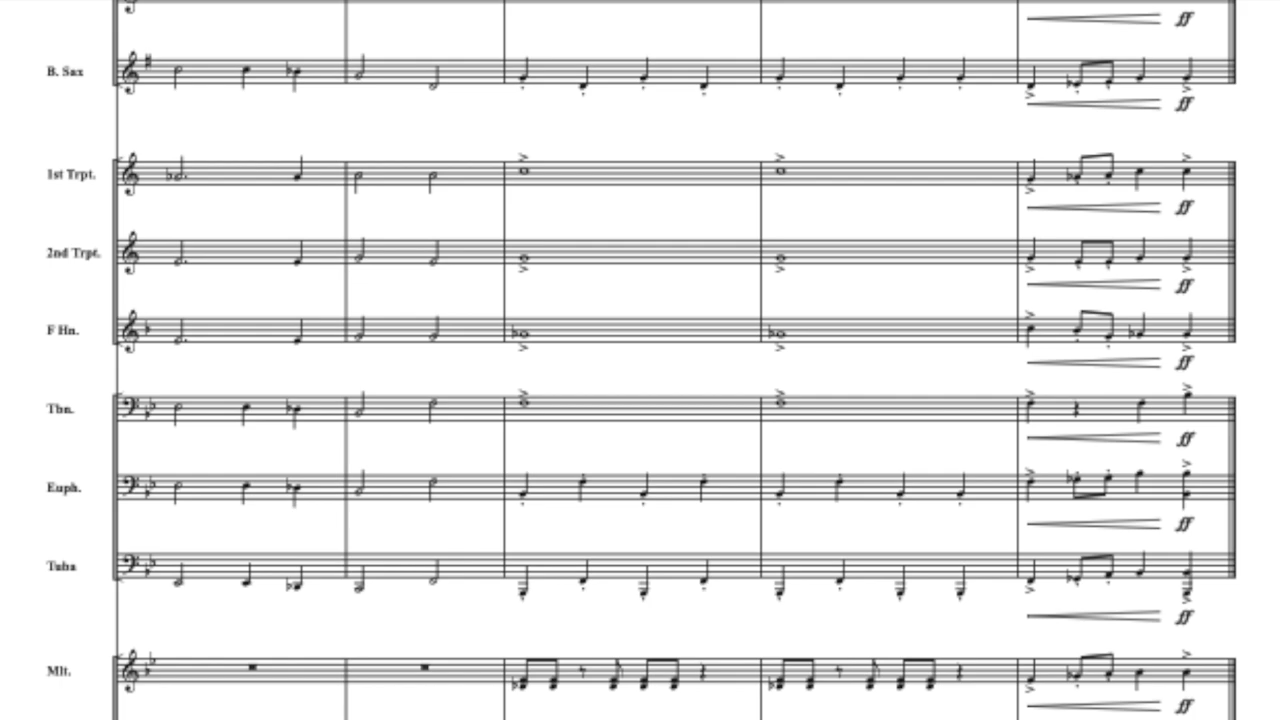 ff
B. Sax
ff
1st Trpt.
ff
2nd Trpt.
ff
F Hn.
ff
Tbn.
ff
Euph.
ff
Tuba
ff
Mlt.
ff